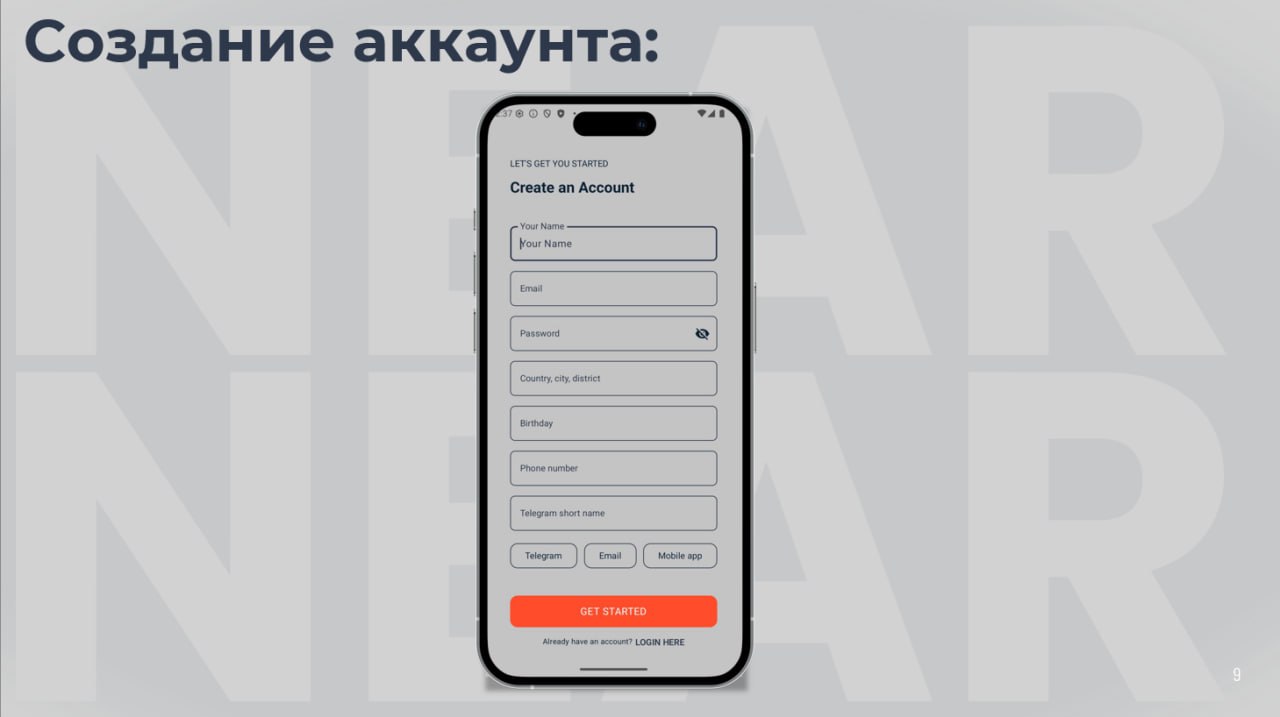 Создание аккаунта:
NEAR
NEAR
:37
LET'S GET YOU STARTED
Create an Account
Your Name
Your Name
Email
Password
Country, city, district
Birthday
Phone number
Telegram short name
Telegram Email Mobile app
GET STARTED
Already have an account? LOGIN HERE
9